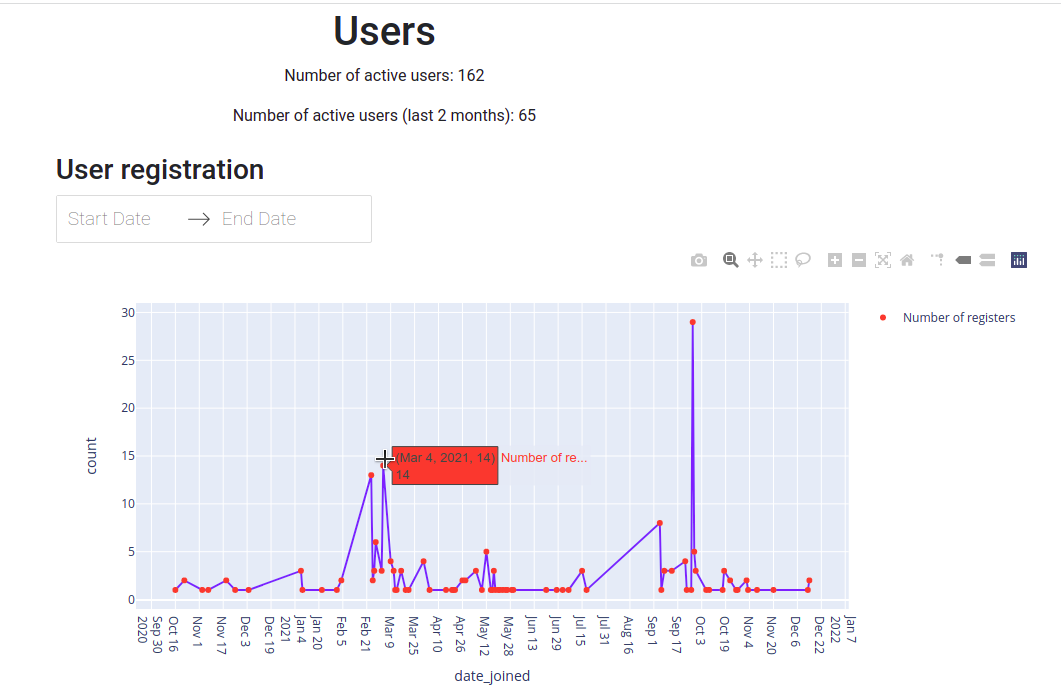 Users
Number of active users: 162
Number of active users (last 2 months): 65
User registration
Start Date → End Date
30
25
20
15
10
5
0
count
(Mar 4, 2021, 14) Number of re...
14
Number of registers
Sep 30
2020
Oct 16
Nov 1
Nov 17
Dec 3
Dec 19
Jan 4
2021
Jan 20
Feb 5
Feb 21
Mar 9
Mar 25
Apr 10
Apr 26
May 12
May 28
Jun 13
Jun 29
Jul 15
Jul 31
Aug 16
Sep 1
Sep 17
Oct 3
Oct 19
Nov 4
Nov 20
Dec 6
Dec 22
Jan 7
2022
date_joined